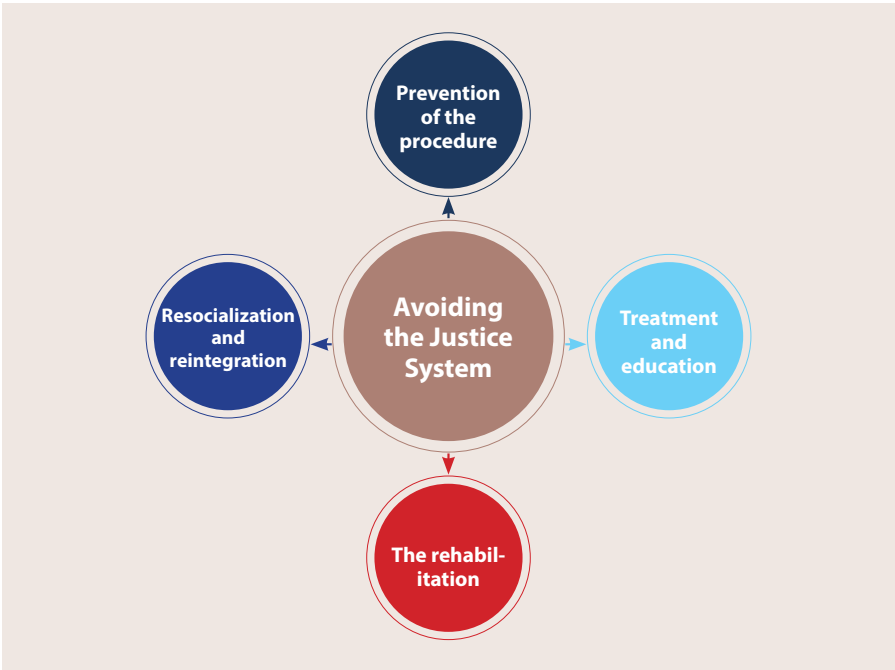 Prevention
of the
procedure
Resocialization
and
reintegration
Avoiding
the Justice
System
Treatment
and
education
The rehabil-
itation